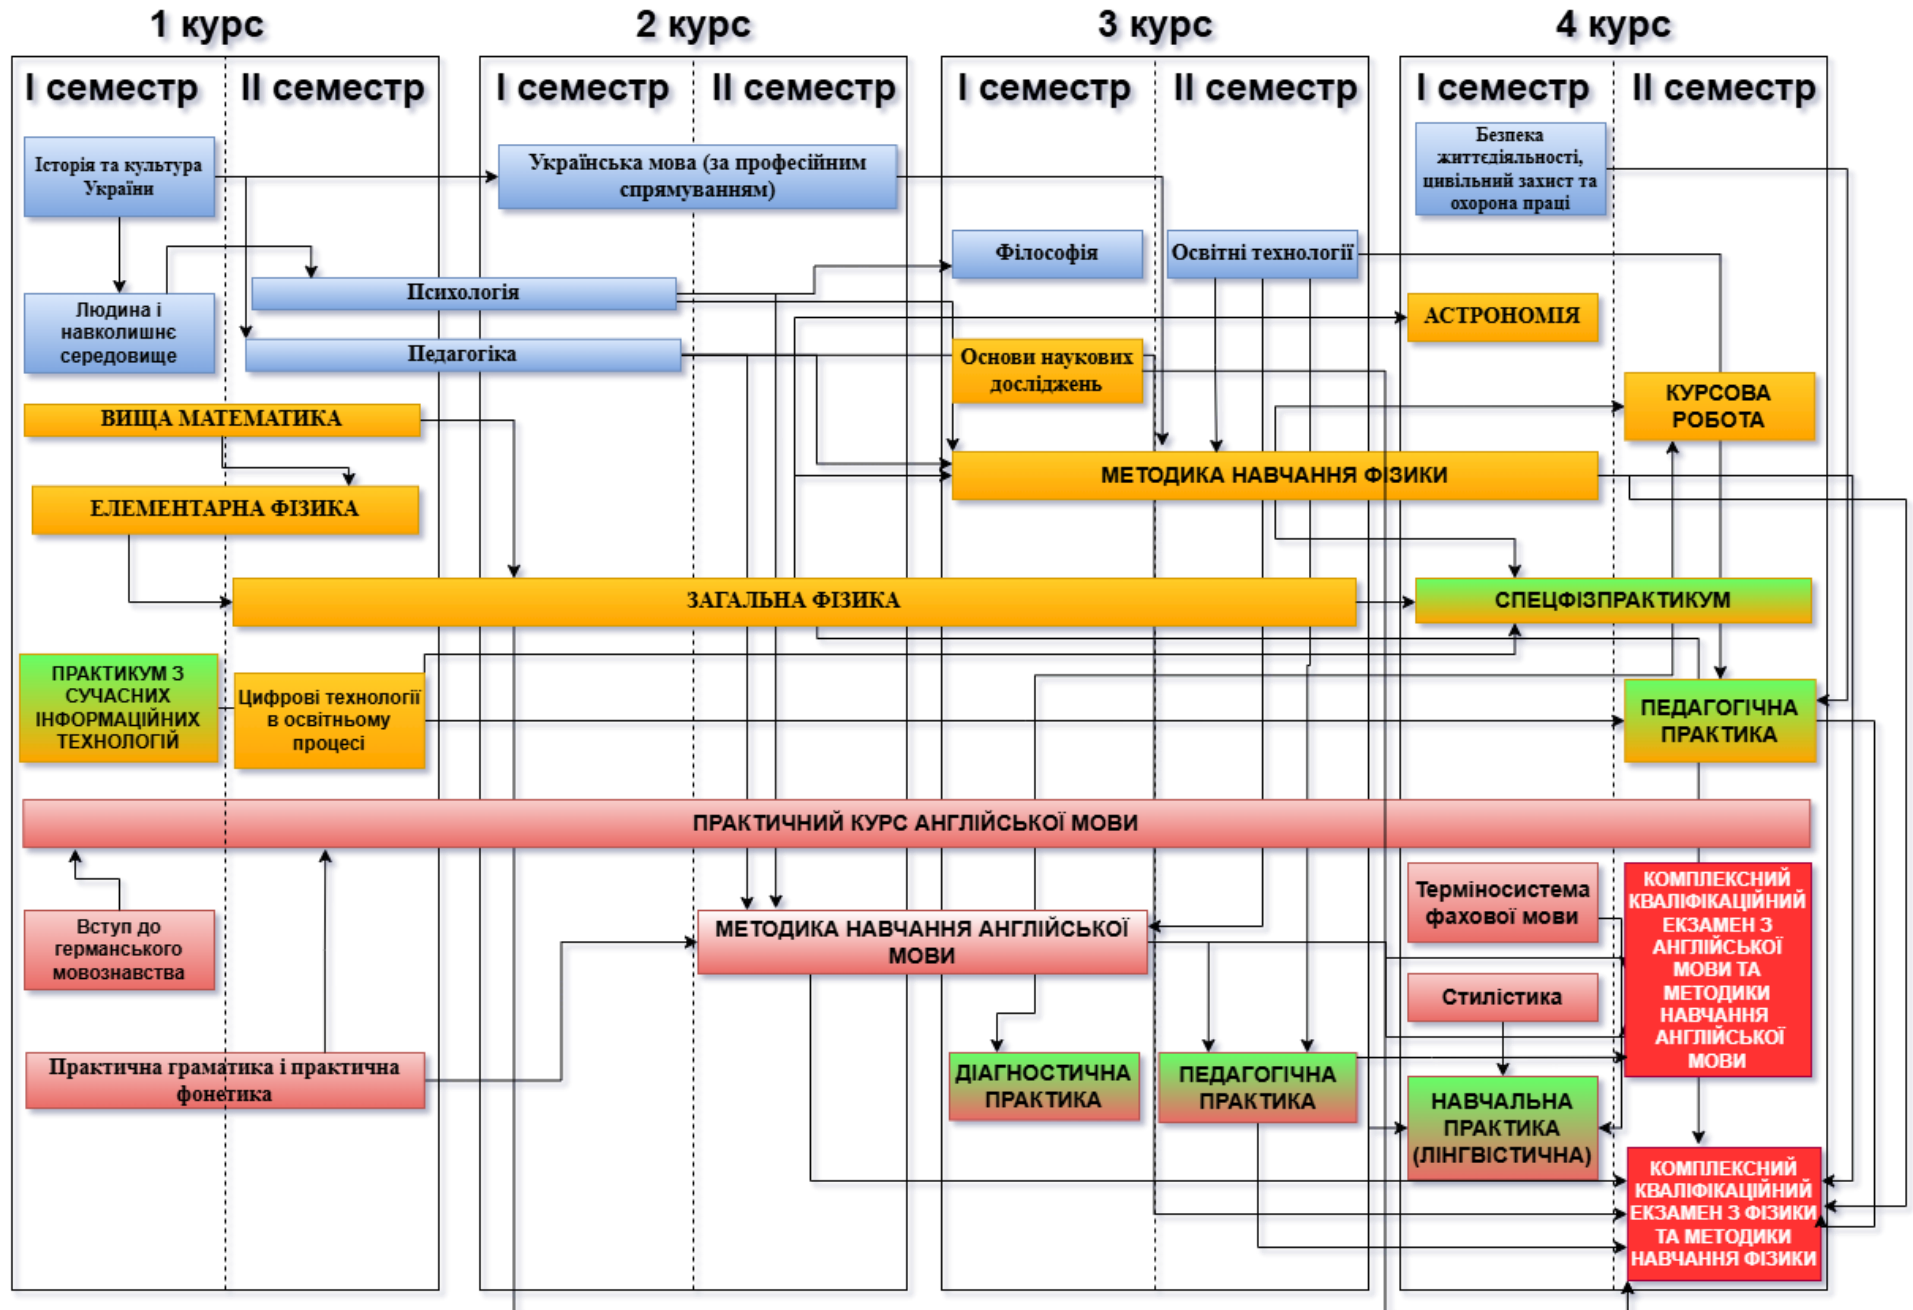 1 курс
2 курс
3 курс
4 курс
I семестр
II семестр
I семестр
II семестр
I семестр
II семестр
I семестр
II семестр
Історія та культура
України
Українська мова (за професійним
спрямуванням)
Безпека
життєдіяльності,
цивільний захист та
охорона праці
Філософія
Освітні технології
Психологія
Людина і
навколишнє
середовище
АСТРОНОМІЯ
Педагогіка
Основи наукових
досліджень
КУРСОВА
РОБОТА
ВИЩА МАТЕМАТИКА
МЕТОДИКА НАВЧАННЯ ФІЗИКИ
ЕЛЕМЕНТАРНА ФІЗИКА
ЗАГАЛЬНА ФІЗИКА
СПЕЦФІЗПРАКТИКУМ
ПРАКТИКУМ З
СУЧАСНИХ
ІНФОРМАЦІЙНИХ
ТЕХНОЛОГІЙ
Цифрові технології
в освітньому
процесі
ПЕДАГОГІЧНА
ПРАКТИКА
ПРАКТИЧНИЙ КУРС АНГЛІЙСЬКОЇ МОВИ
Вступ до
германського
мовознавства
МЕТОДИКА НАВЧАННЯ АНГЛІЙСЬКОЇ
МОВИ
Терміносистема
фахової мови
КОМПЛЕКСНИЙ
КВАЛІФІКАЦІЙНИЙ
ЕКЗАМЕН З
АНГЛІЙСЬКОЇ
МОВИ ТА
МЕТОДИКИ
НАВЧАННЯ
АНГЛІЙСЬКОЇ
МОВИ
Стилістика
Практична граматика і практична
фонетика
ДІАГНОСТИЧНА
ПРАКТИКА
ПЕДАГОГІЧНА
ПРАКТИКА
НАВЧАЛЬНА
ПРАКТИКА
(ЛІНГВІСТИЧНА)
КОМПЛЕКСНИЙ
КВАЛІФІКАЦІЙНИЙ
ЕКЗАМЕН З ФІЗИКИ
ТА МЕТОДИКИ
НАВЧАННЯ ФІЗИКИ